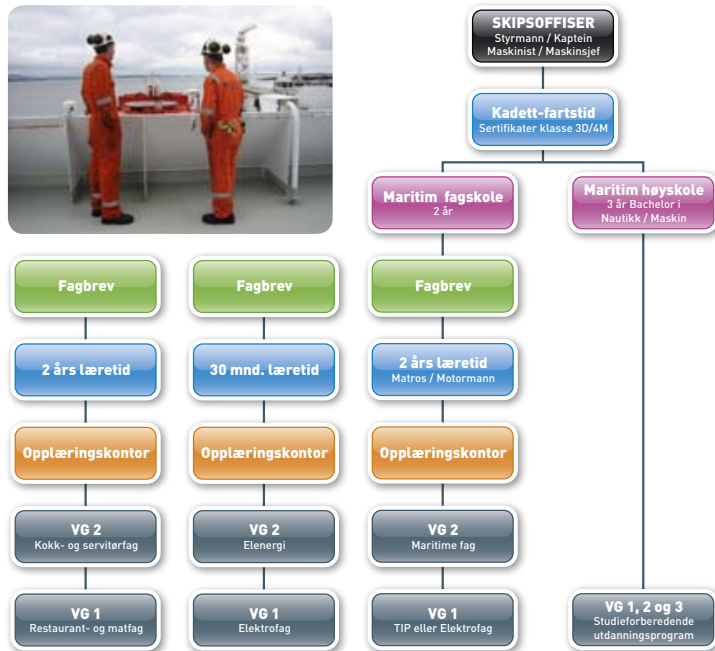 SKIPSOFFISER
Styrmann / Kaptein
Maskinist / Maskinsjef
Kadett-fartstid
Sertifikater klasse 3D/4M
Maritim fagskole
2 år
Maritim høyskole
3 år Bachelor i
Nautikk / Maskin
Fagbrev
Fagbrev
Fagbrev
2 års læretid
30 mnd. læretid
2 års læretid
Matros / Motormann
Opplæringskontor
Opplæringskontor
Opplæringskontor
VG 2
Kokk- og servitørfag
VG 2
Elenergi
VG 2
Maritime fag
VG 1
Restaurant- og matfag
VG 1
Elektrofag
VG 1
TIP eller Elektrofag
VG 1, 2 og 3
Studieforberedende
utdanningsprogram